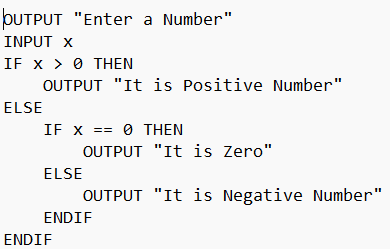 OUTPUT "Enter a Number"
INPUT x
IF x > 0 THEN
    OUTPUT "It is Positive Number"
ELSE
    IF x == 0 THEN
        OUTPUT "It is Zero"
    ELSE
        OUTPUT "It is Negative Number"
    ENDIF
ENDIF